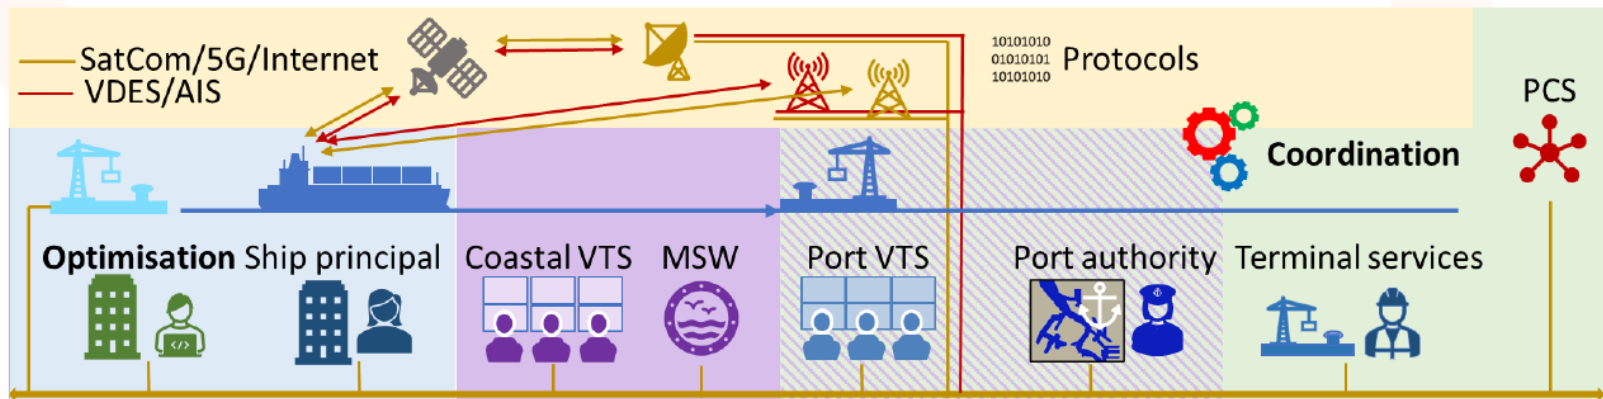 SatCom/5G/Internet
VDES/AIS
10101010
01010101
10101010
Protocols
PCS
Coordination
Optimisation
Ship principal
Coastal VTS
MSW
Port VTS
Port authority
Terminal services
</>